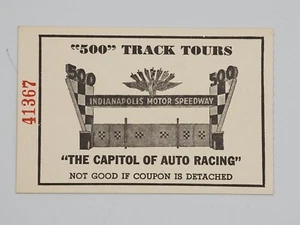 "500" TRACK TOURS
41367
500 500
INDIANAPOLIS MOTOR SPEEDWAY
"THE CAPITOL OF AUTO RACING"
NOT GOOD IF COUPON IS DETACHED